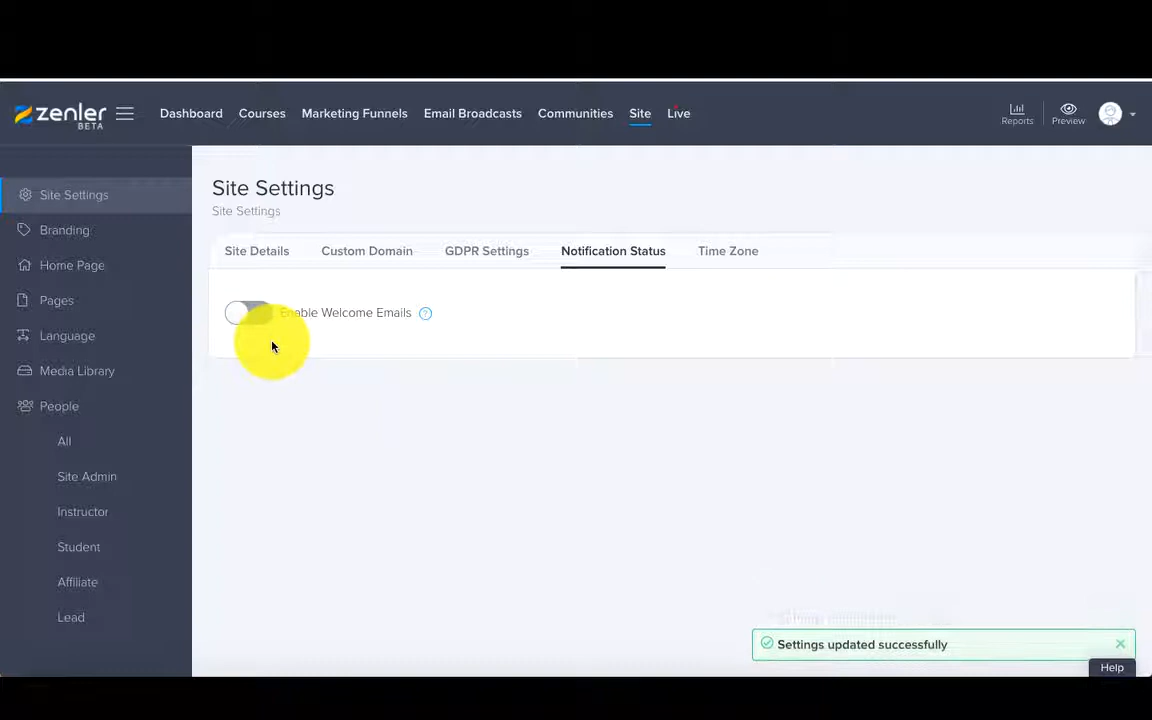 zenler
BETA
Dashboard
Courses
Marketing Funnels
Email Broadcasts
Communities
Site
Live
Reports
Preview
Site Settings
Branding
Home Page
Pages
Language
Media Library
People
All
Site Admin
Instructor
Student
Affiliate
Lead
Site Settings
Site Settings
Site Details
Custom Domain
GDPR Settings
Notification Status
Time Zone
Enable Welcome Emails ?
Settings updated successfully
Help